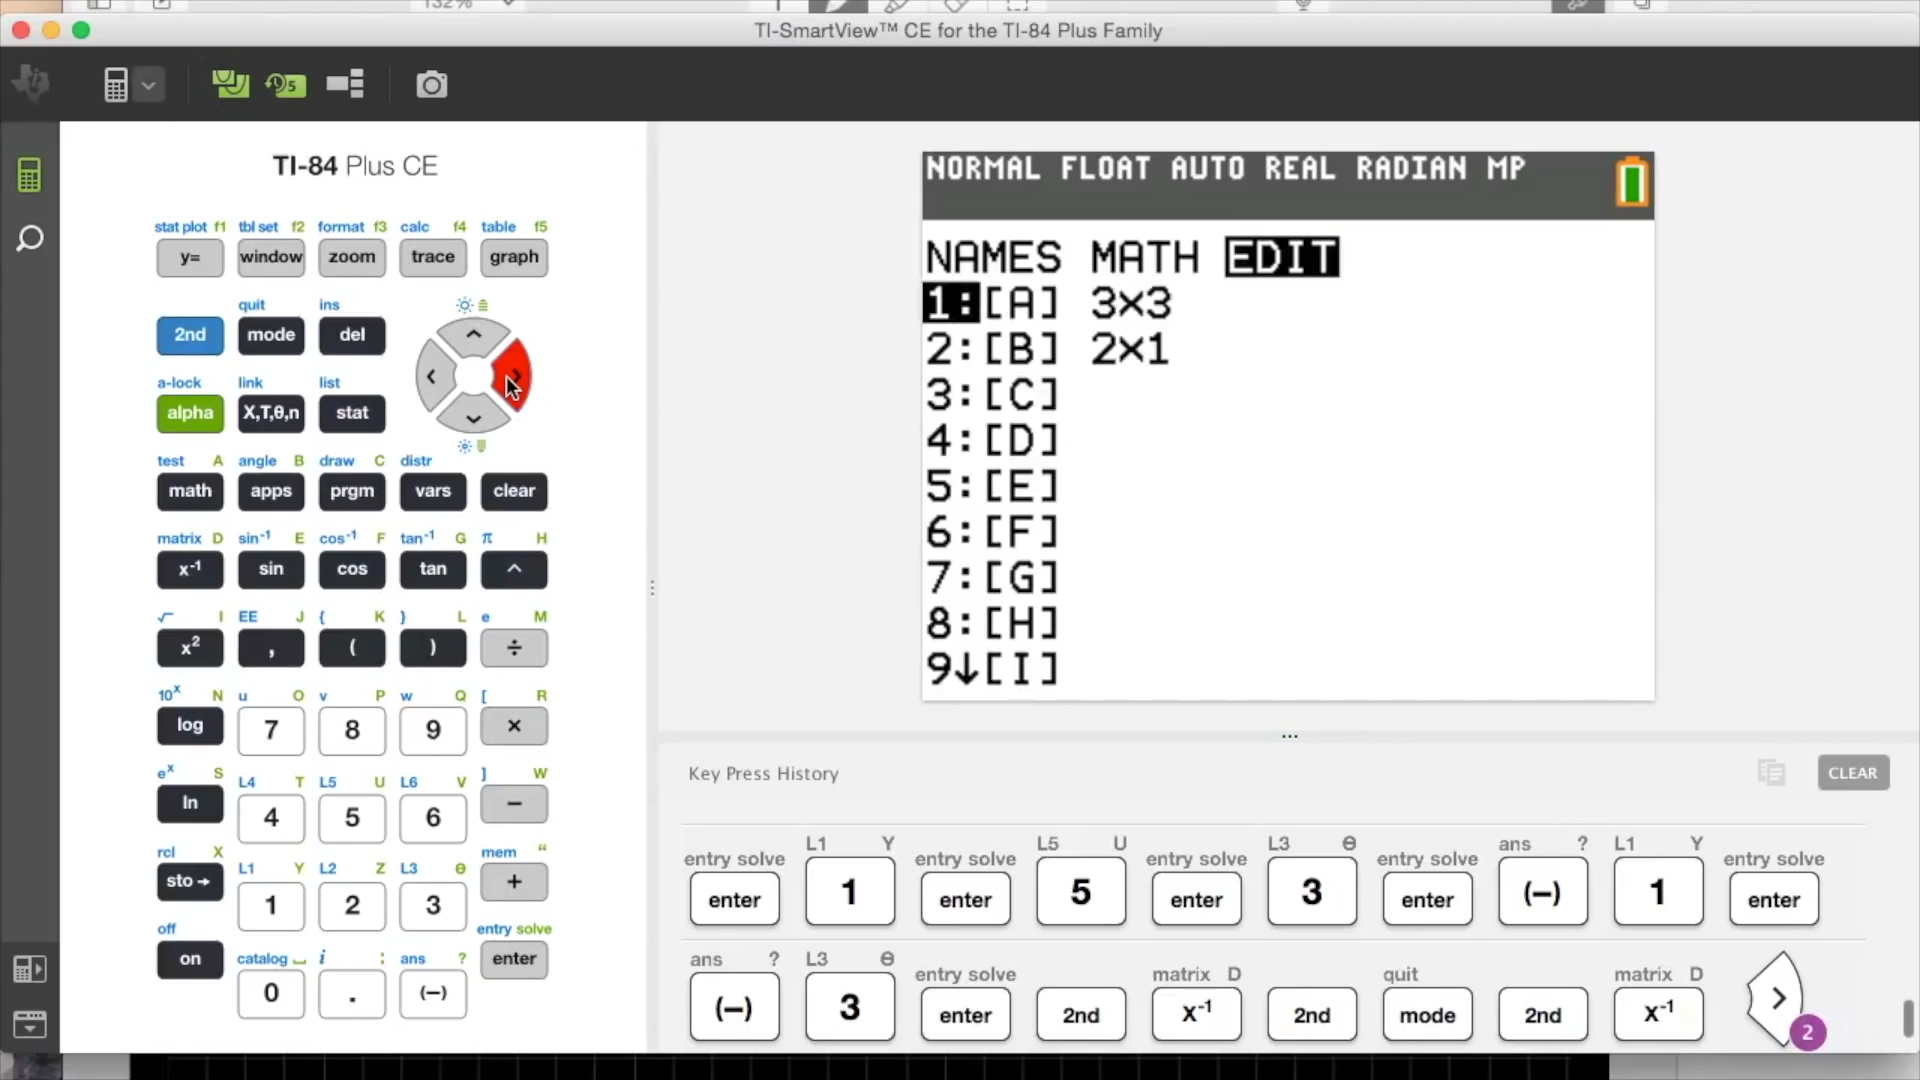 132%
TI-SmartView™ CE for the TI-84 Plus Family
TI-84 Plus CE
stat plot f1 tbl set f2 format f3 calc f4 table f5
y= window zoom trace graph
quit ins
2nd mode del
a-lock link list
alpha X,T,θ,n stat
test A angle B draw C distr
math apps prgm vars clear
matrix D sin⁻¹ E cos⁻¹ F tan⁻¹ G π H
x⁻¹ sin cos tan ^
√ I EE J { K } L e M
x² , ( ) ÷
10ˣ N u O v P w Q [ R
log 7 8 9 ×
eˣ S L4 T L5 U L6 V ] W
ln 4 5 6 −
rcl X L1 Y L2 Z L3 θ mem “
sto→ 1 2 3 +
off catalog ⎵ i : ans ? entry solve
on 0 . (−) enter
NORMAL FLOAT AUTO REAL RADIAN MP
NAMES MATH EDIT
1:[A] 3×3
2:[B] 2×1
3:[C]
4:[D]
5:[E]
6:[F]
7:[G]
8:[H]
9↓[I]
Key Press History
CLEAR
entry solve L1 Y entry solve L5 U entry solve L3 θ entry solve ans ? L1 Y entry solve
enter 1 enter 5 enter 3 enter (−) 1 enter
ans ? L3 θ entry solve matrix D quit matrix D
(−) 3 enter 2nd x⁻¹ 2nd mode 2nd x⁻¹ >
2